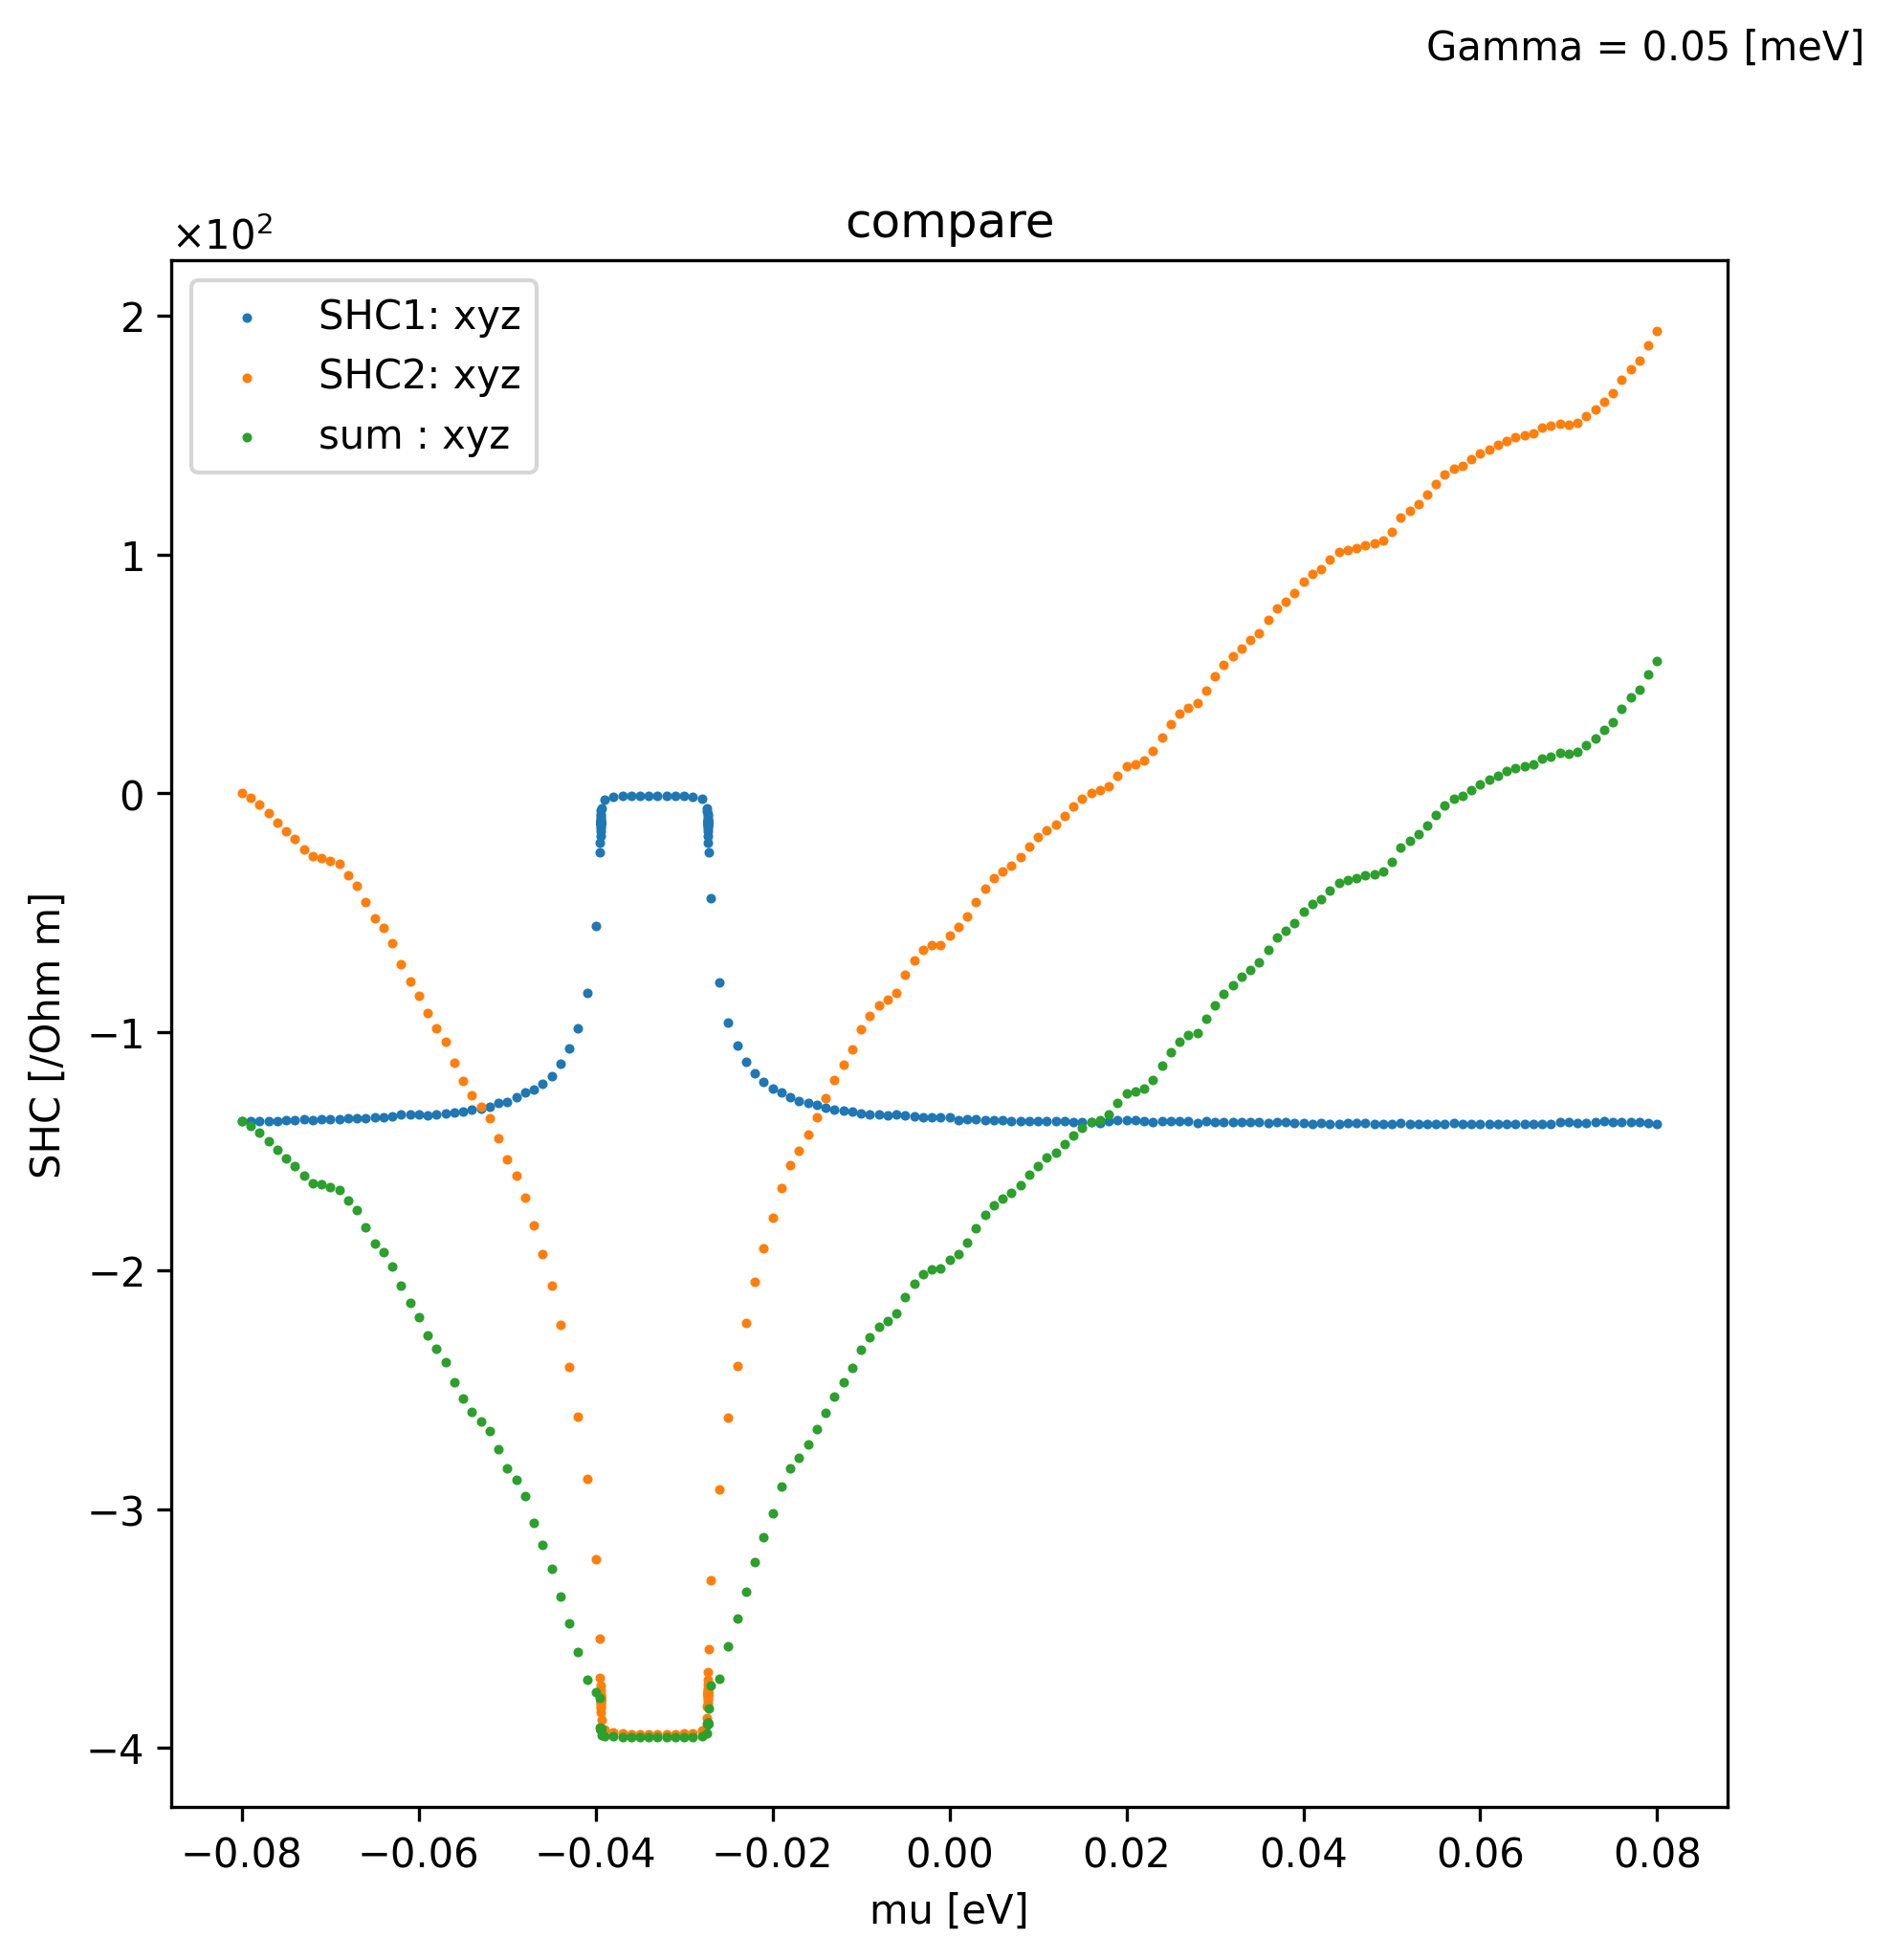 Gamma = 0.05 [meV]
compare
×10²
SHC1: xyz
SHC2: xyz
sum : xyz
2
1
0
−1
−2
−3
−4
SHC [/Ohm m]
−0.08 −0.06 −0.04 −0.02 0.00 0.02 0.04 0.06 0.08
mu [eV]